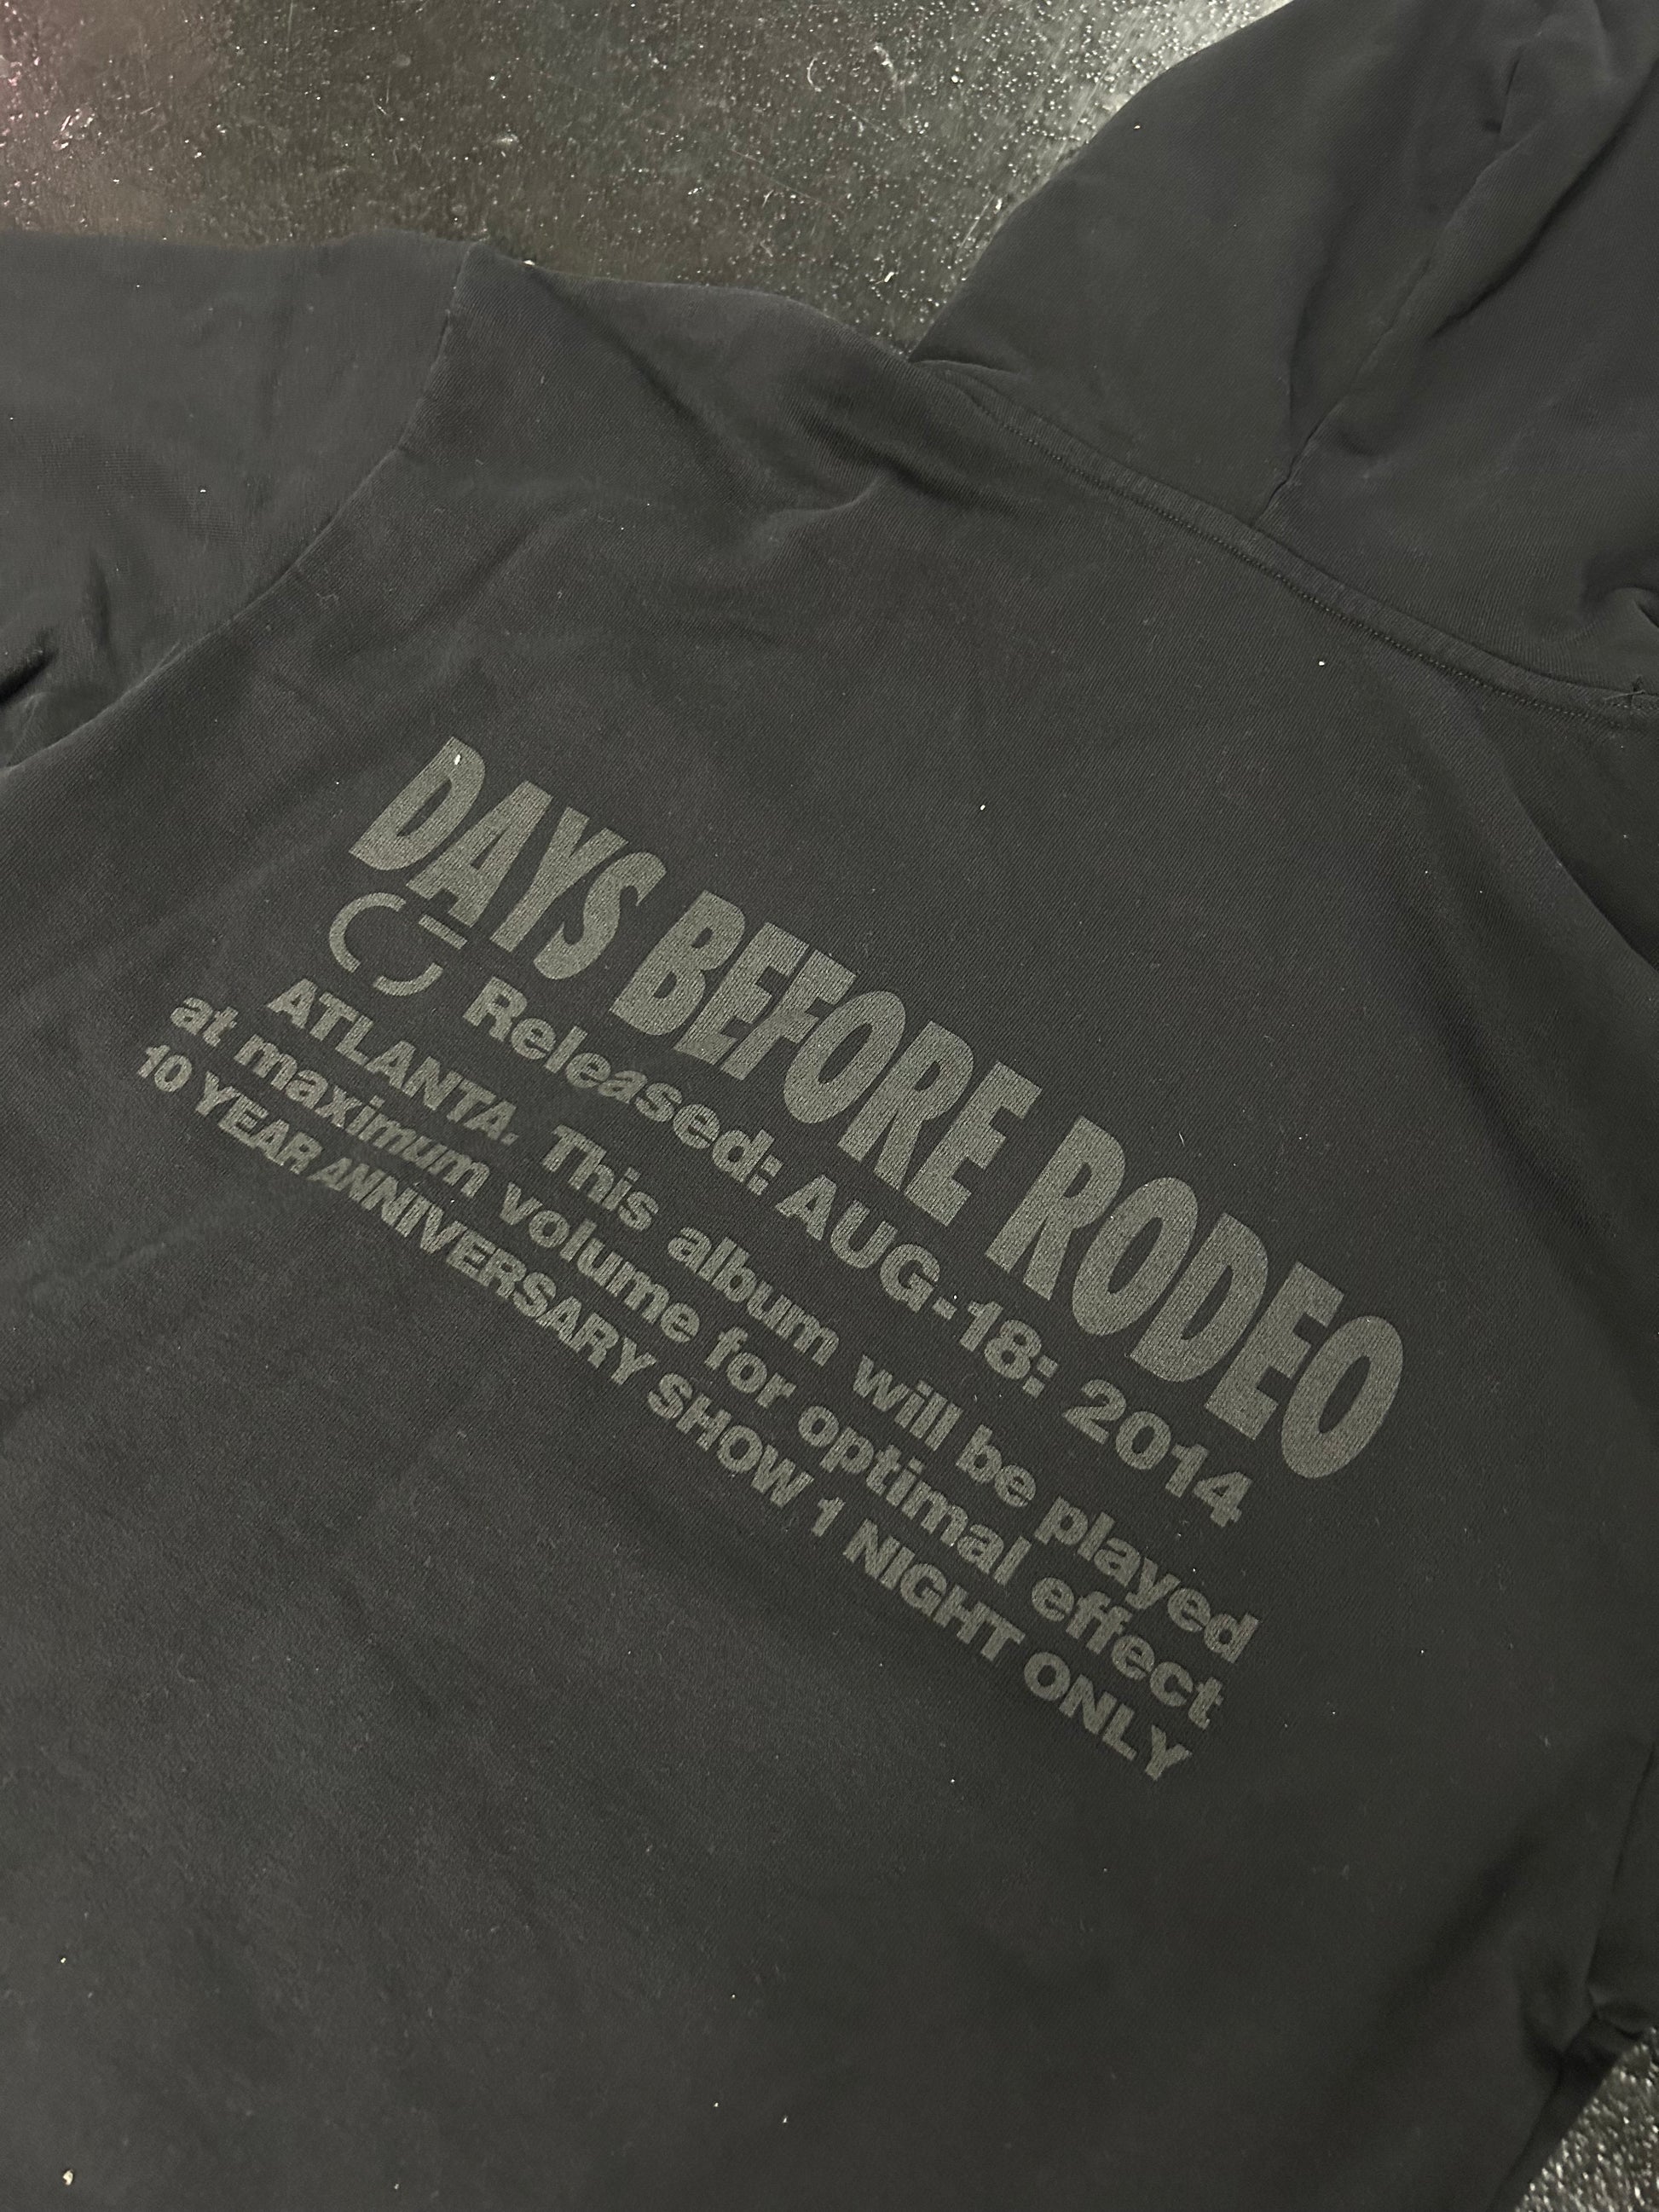 DAYS BEFORE RODEO
Released: AUG-18: 2014
ATLANTA. This album will be played
at maximum volume for optimal effect
10 YEAR ANNIVERSARY SHOW 1 NIGHT ONLY